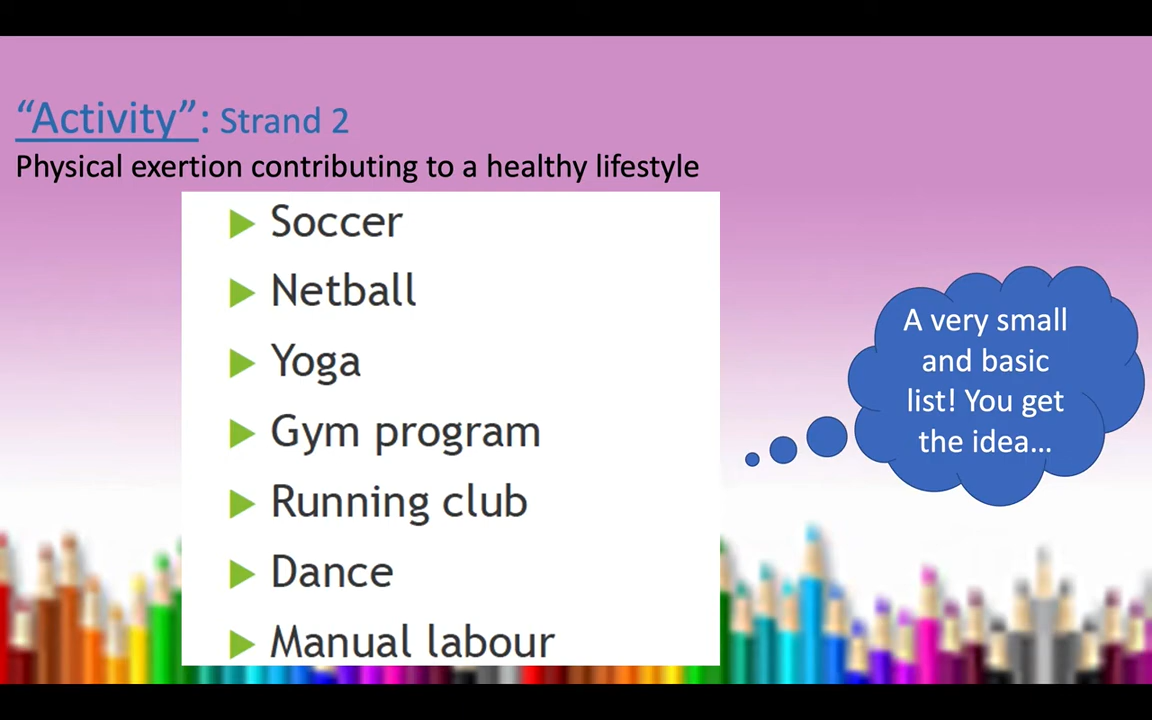 “Activity”: Strand 2
Physical exertion contributing to a healthy lifestyle
Soccer
Netball
Yoga
Gym program
Running club
Dance
Manual labour
A very small
and basic
list! You get
the idea…